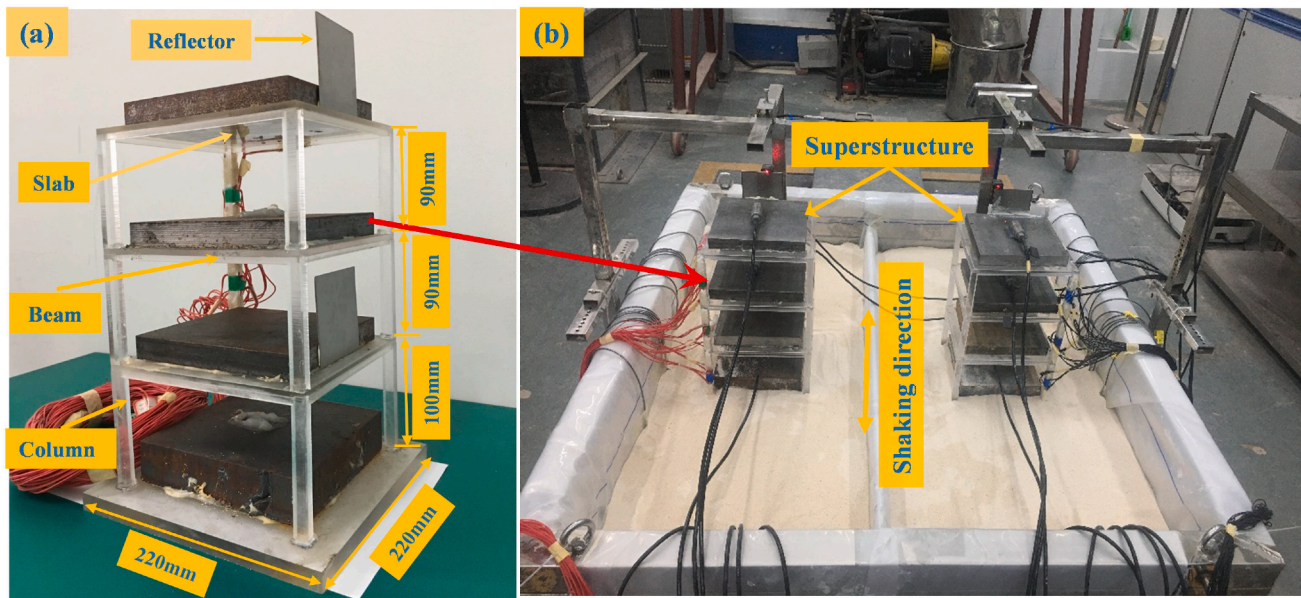 (a)
Reflector
Slab
Beam
Column
90mm
90mm
100mm
220mm
220mm
(b)
Superstructure
Shaking direction